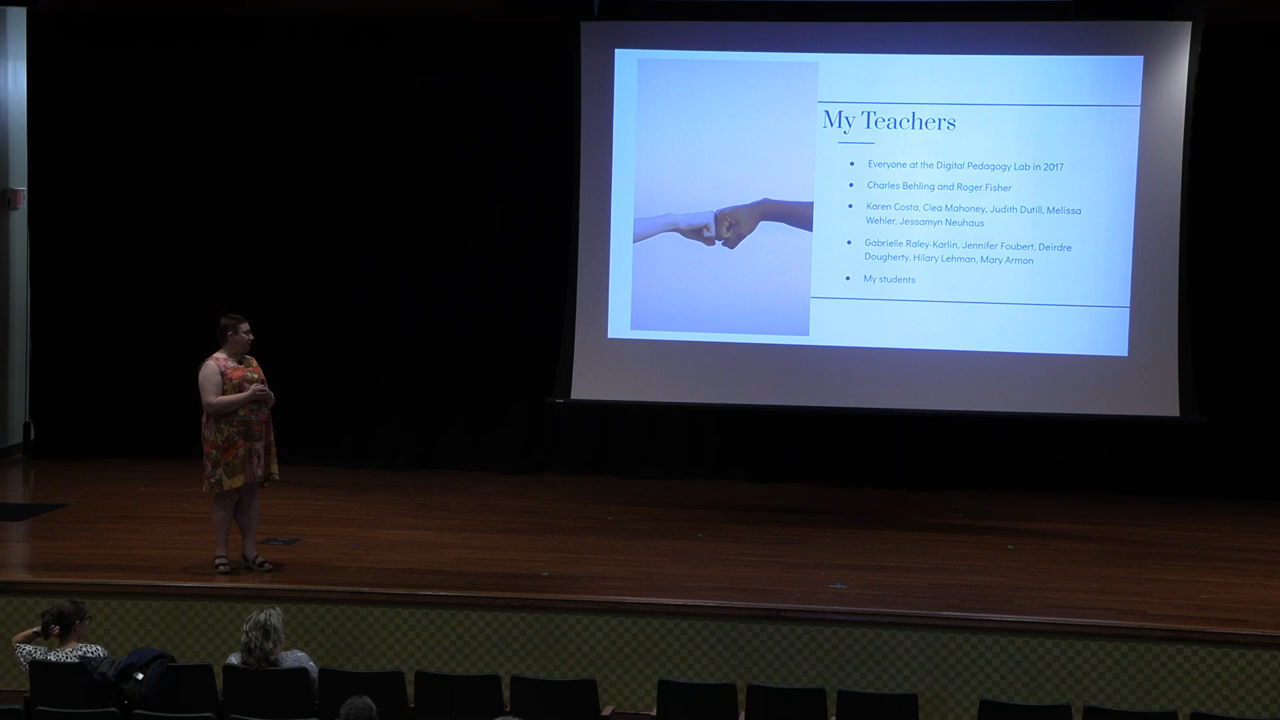 My Teachers
• Everyone at the Digital Pedagogy Lab in 2017
• Charles Behling and Roger Fisher
• Karen Costa, Clea Mahoney, Judith Dutill, Melissa
Wehler, Jessamyn Neuhaus
• Gabrielle Raley-Karlin, Jennifer Foubert, Deirdre
Dougherty, Hilary Lehman, Mary Armon
• My students